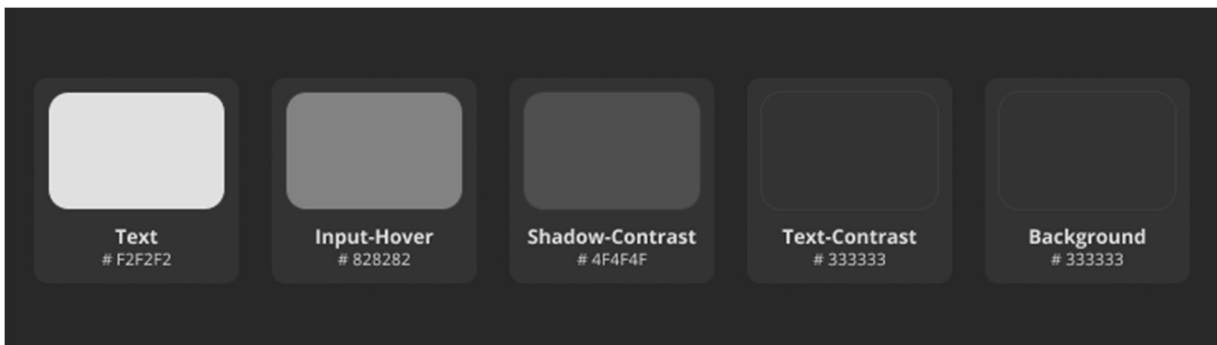 Text
# F2F2F2
Input-Hover
# 828282
Shadow-Contrast
# 4F4F4F
Text-Contrast
# 333333
Background
# 333333